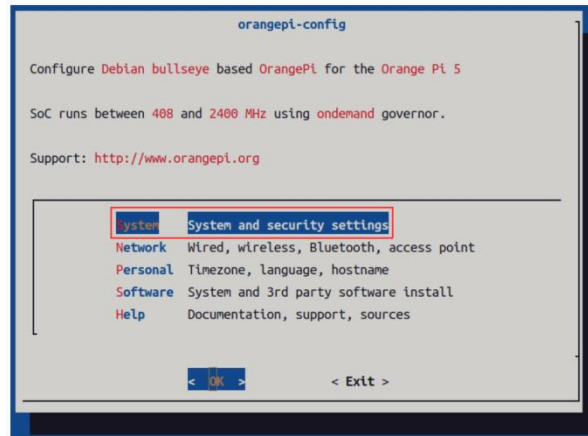 orangepi-config
Configure Debian bullseye based OrangePi for the Orange Pi 5
SoC runs between 408 and 2400 MHz using ondemand governor.
Support: http://www.orangepi.org
System System and security settings
Network Wired, wireless, Bluetooth, access point
Personal Timezone, language, hostname
Software System and 3rd party software install
Help Documentation, support, sources
< OK > < Exit >